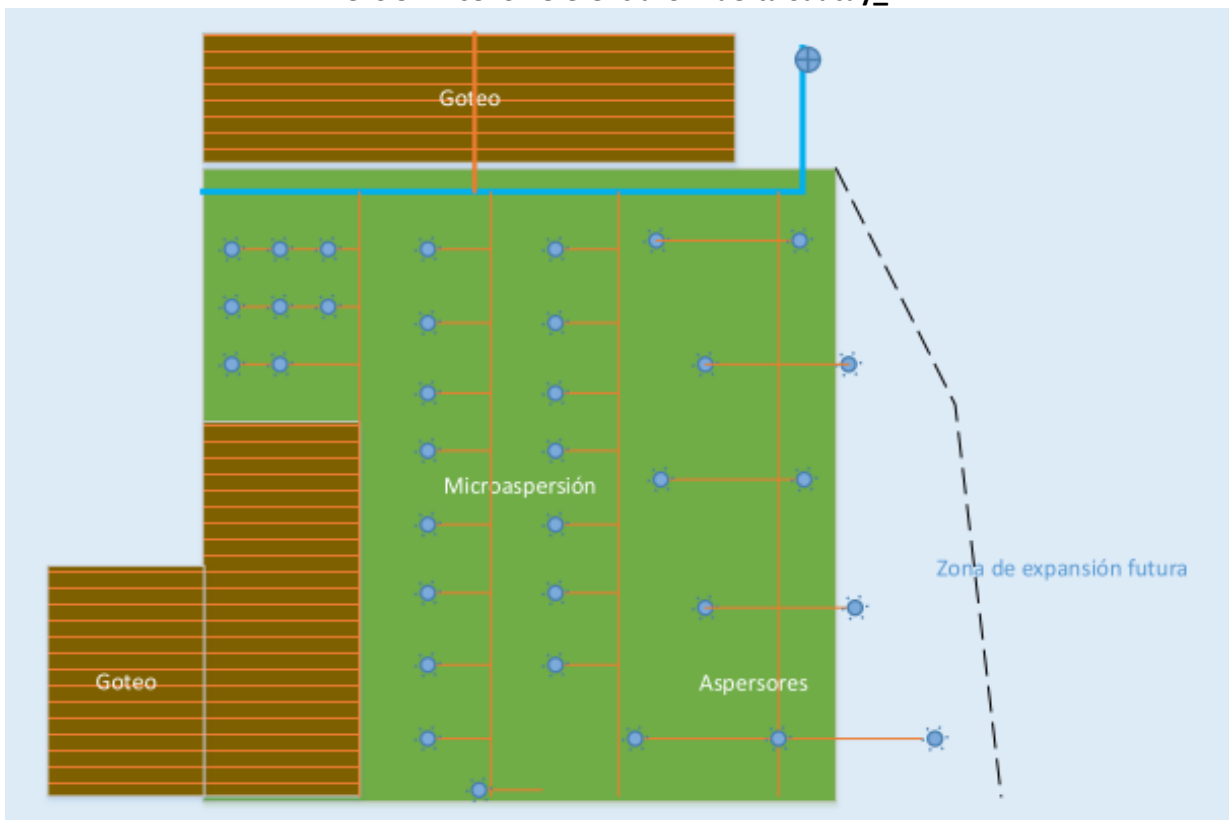 Goteo
Microaspersión
Zona de expansión futura
Goteo
Aspersores